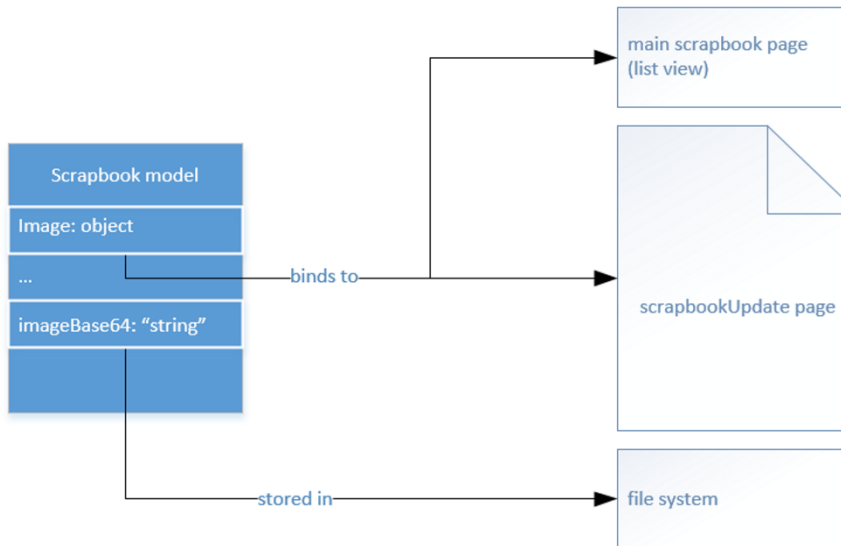 main scrapbook page
(list view)
Scrapbook model
Image: object
...
binds to
imageBase64: “string”
scrapbookUpdate page
stored in
file system